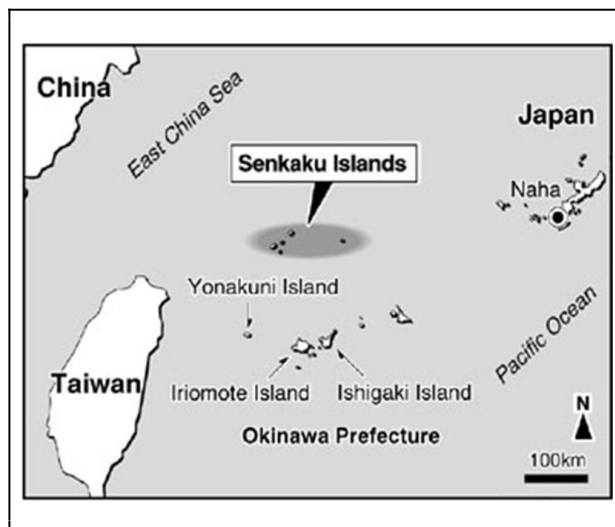 China
East China Sea
Japan
Senkaku Islands
Naha
Yonakuni Island
Pacific Ocean
Taiwan
Iriomote Island
Ishigaki Island
N
Okinawa Prefecture
100km